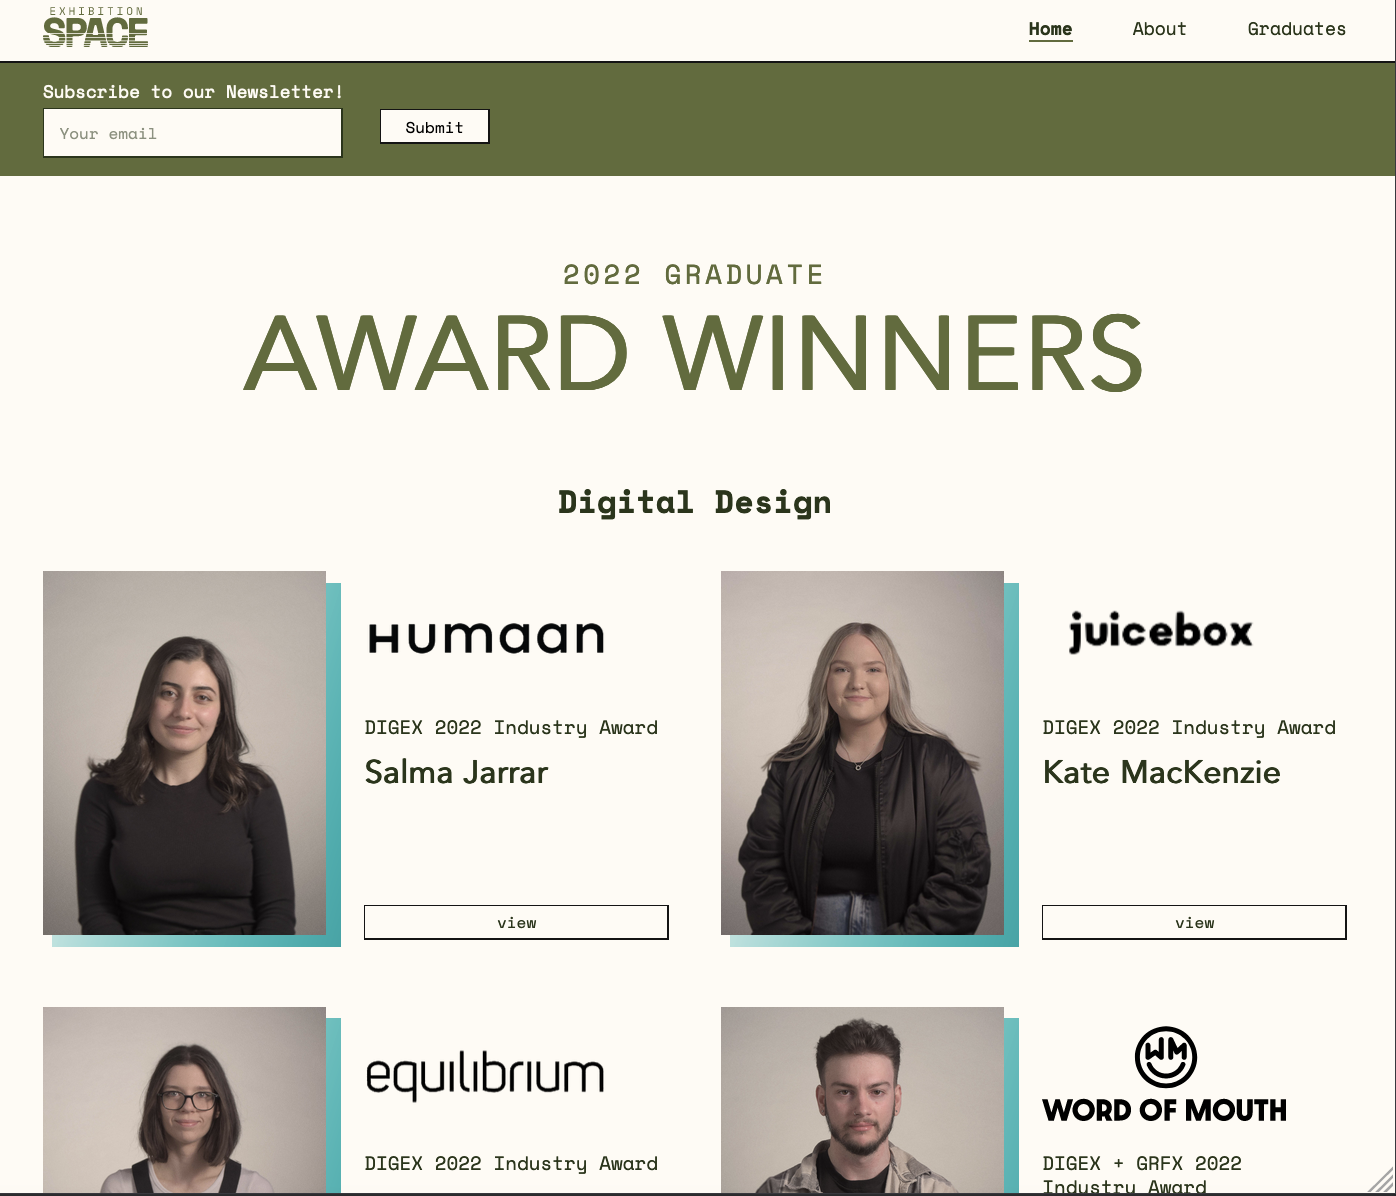 EXHIBITION
SPACE
Home About Graduates
Subscribe to our Newsletter!
Your email
Submit
2022 GRADUATE
AWARD WINNERS
Digital Design
Humaan
DIGEX 2022 Industry Award
Salma Jarrar
view
juicebox
DIGEX 2022 Industry Award
Kate MacKenzie
view
equilibrium
DIGEX 2022 Industry Award
WM
WORD OF MOUTH
DIGEX + GRFX 2022
Industry Award